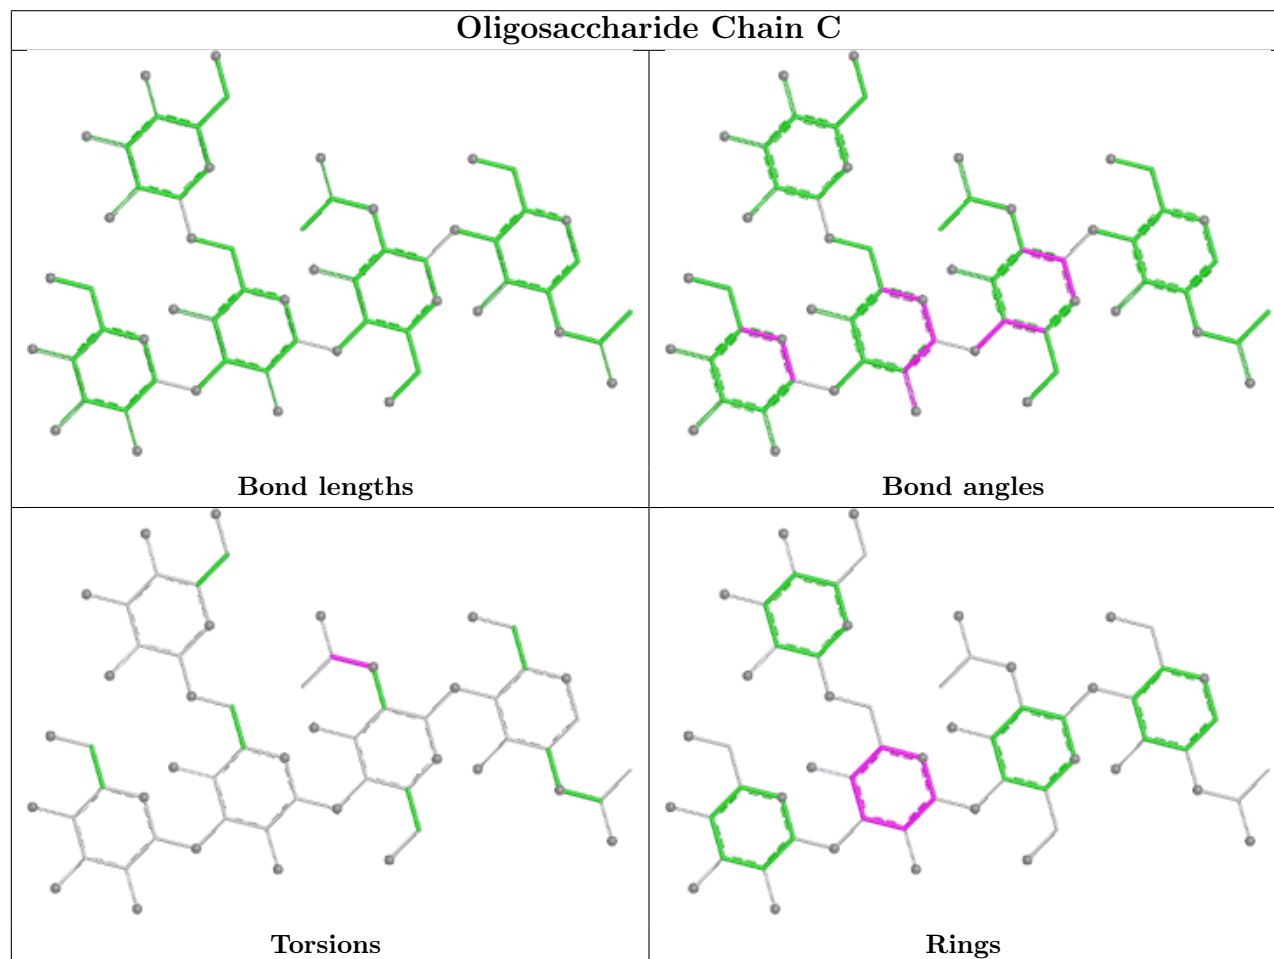 Oligosaccharide Chain C
Bond lengths
Bond angles
Torsions
Rings